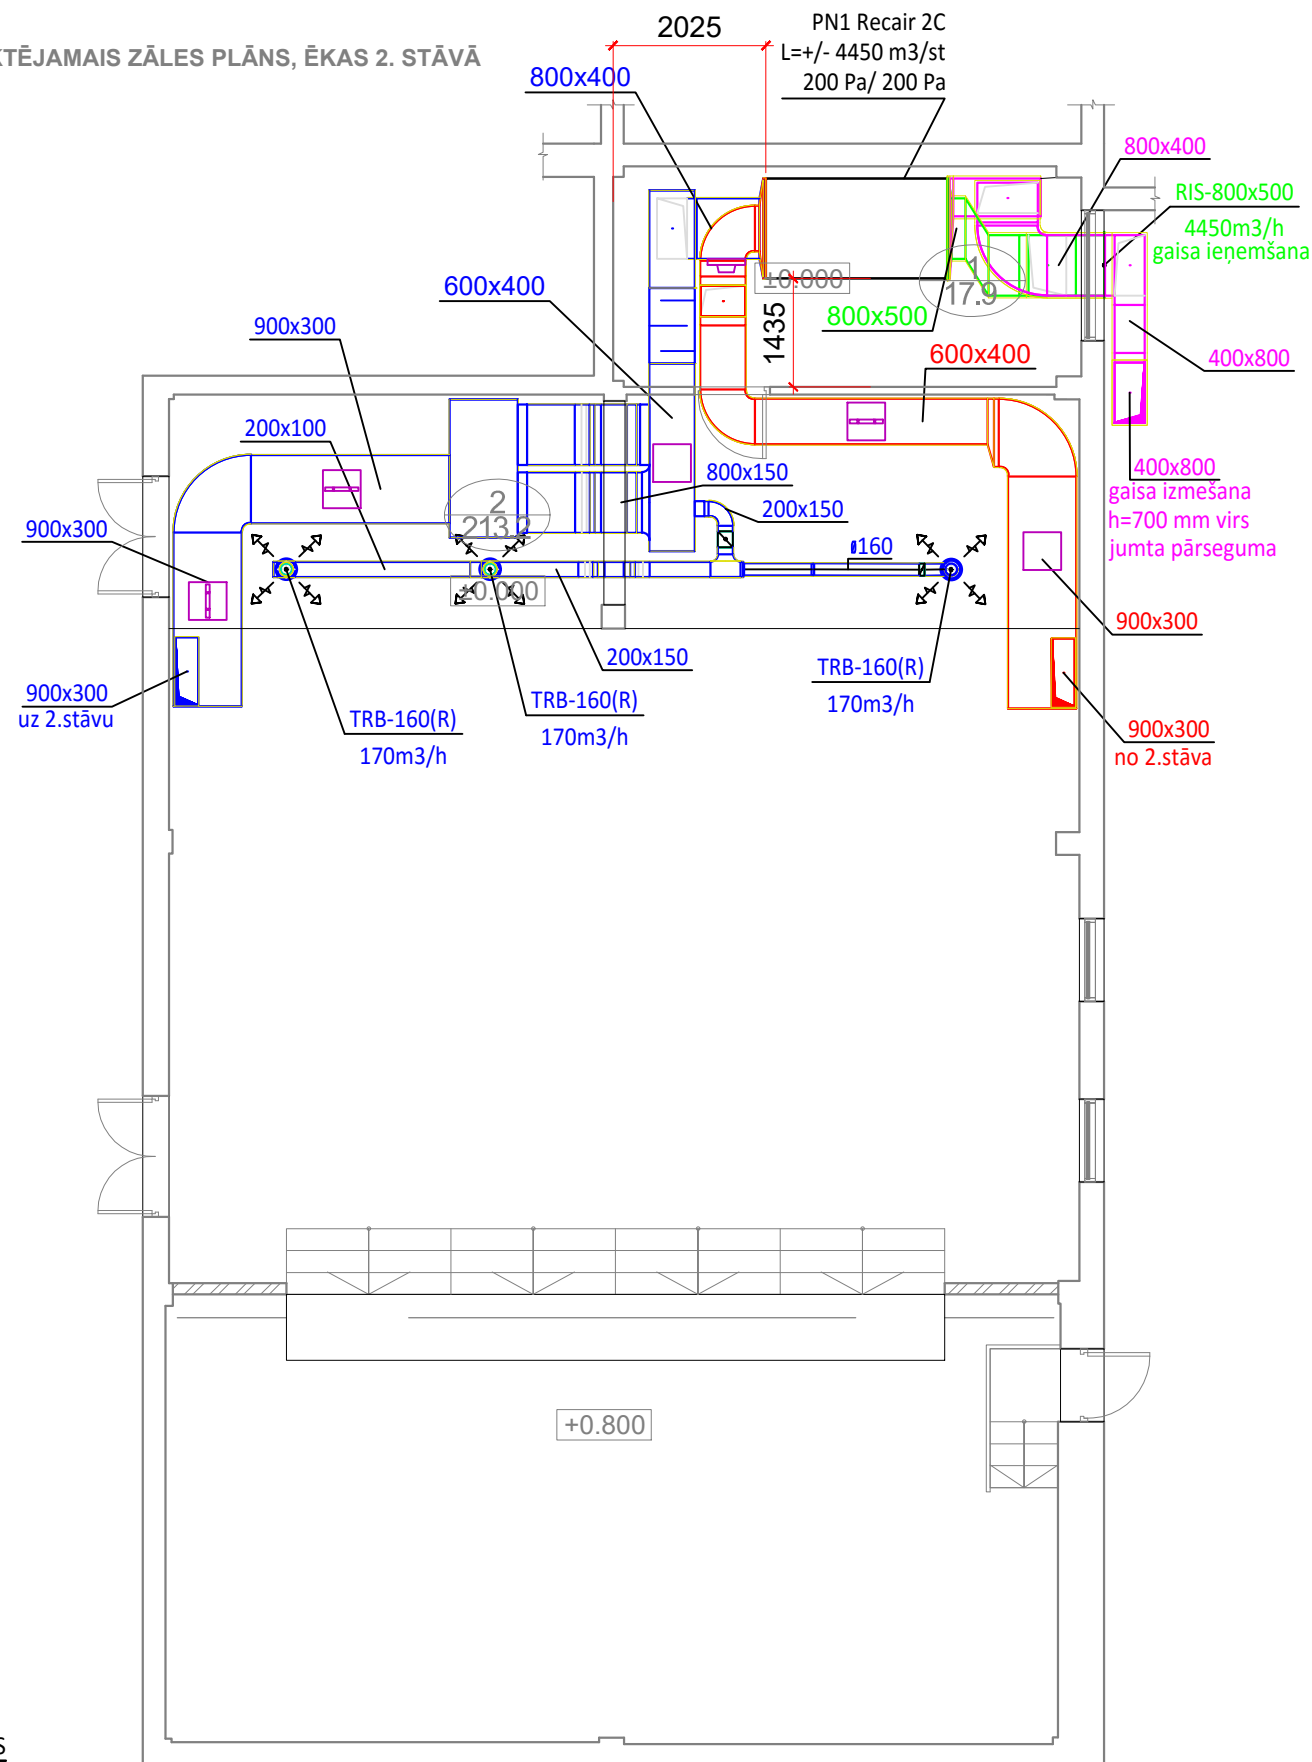 ZĀLES PLĀNS, ĒKAS 2. STĀVĀ
2025
PN1 Recair 2C
L=+/- 4450 m3/st
200 Pa/ 200 Pa
800x400
800x400
RIS-800x500
4450m3/h
gaisa ieņemšana
1
17.9
±0.000
600x400
800x500
1435
900x300
600x400
400x800
200x100
800x150
400x800
gaisa izmešana
h=700 mm virs
jumta pārseguma
2
213.2
200x150
900x300
ø160
±0.000
900x300
200x150
TRB-160(R)
170m3/h
900x300
uz 2.stāvu
TRB-160(R)
170m3/h
TRB-160(R)
170m3/h
900x300
no 2.stāva
+0.800